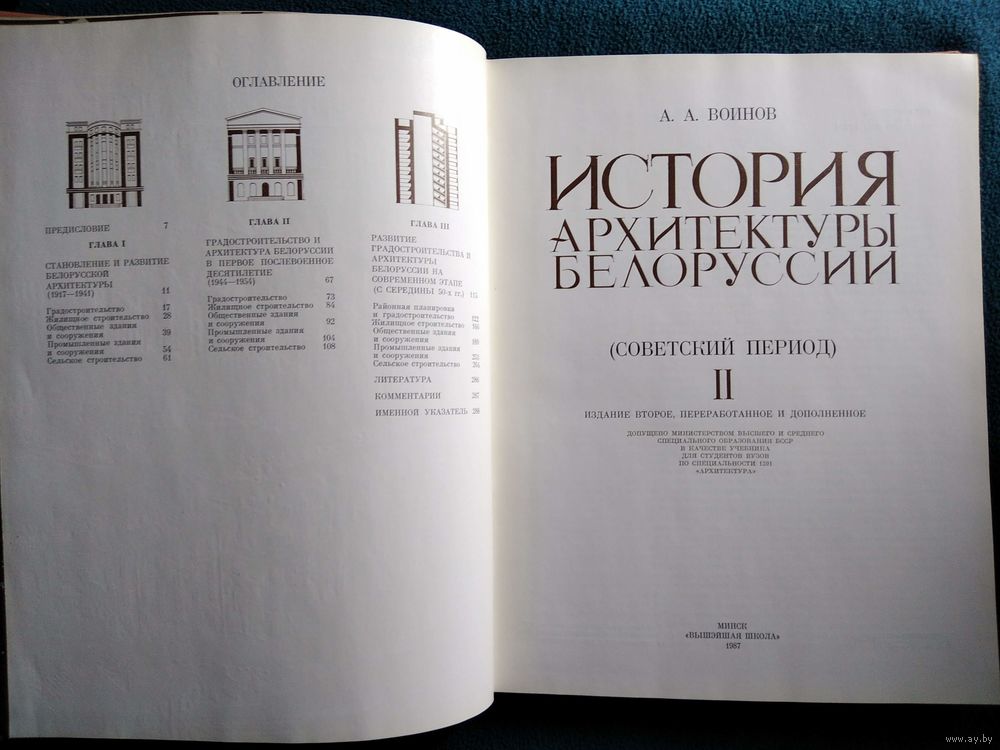 ОГЛАВЛЕНИЕ
ПРЕДИСЛОВИЕ 7
ГЛАВА I
СТАНОВЛЕНИЕ И РАЗВИТИЕ
БЕЛОРУССКОЙ
АРХИТЕКТУРЫ
(1917—1941) 11
Градостроительство 17
Жилищное строительство 28
Общественные здания
и сооружения 39
Промышленные здания
и сооружения 54
Сельское строительство 61
ГЛАВА II
ГРАДОСТРОИТЕЛЬСТВО И
АРХИТЕКТУРА БЕЛОРУССИИ
В ПЕРВОЕ ПОСЛЕВОЕННОЕ
ДЕСЯТИЛЕТИЕ
(1944—1954) 67
Градостроительство 73
Жилищное строительство 84
Общественные здания
и сооружения 92
Промышленные здания
и сооружения 104
Сельское строительство 108
ГЛАВА III
РАЗВИТИЕ
ГРАДОСТРОИТЕЛЬСТВА И
АРХИТЕКТУРЫ
БЕЛОРУССИИ НА
СОВРЕМЕННОМ ЭТАПЕ
(С СЕРЕДИНЫ 50-х гг.) 115
Районная планировка
и градостроительство 122
Жилищное строительство
Общественные здания
и сооружения
Промышленные здания
и сооружения
Сельское строительство
ЛИТЕРАТУРА 286
КОММЕНТАРИИ 287
ИМЕННОЙ УКАЗАТЕЛЬ 288
А. А. ВОИНОВ
ИСТОРИЯ
АРХИТЕКТУРЫ
БЕЛОРУССИИ
(СОВЕТСКИЙ ПЕРИОД)
II
ИЗДАНИЕ ВТОРОЕ, ПЕРЕРАБОТАННОЕ И ДОПОЛНЕННОЕ
ДОПУЩЕНО МИНИСТЕРСТВОМ ВЫСШЕГО И СРЕДНЕГО
СПЕЦИАЛЬНОГО ОБРАЗОВАНИЯ БССР
В КАЧЕСТВЕ УЧЕБНИКА
ДЛЯ СТУДЕНТОВ ВУЗОВ
ПО СПЕЦИАЛЬНОСТИ 1201
«АРХИТЕКТУРА»
МИНСК
«ВЫШЭЙШАЯ ШКОЛА»
1987
www.ay.by